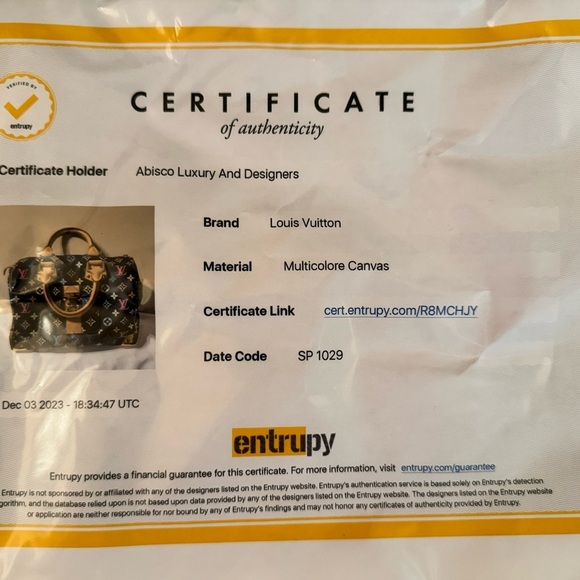 VERIFIED BY
entrupy
CERTIFICATE
of authenticity
Certificate Holder Abisco Luxury And Designers
Brand Louis Vuitton
Material Multicolore Canvas
Certificate Link cert.entrupy.com/R8MCHJY
Date Code SP 1029
Dec 03 2023 - 18:34:47 UTC
entrupy
Entrupy provides a financial guarantee for this certificate. For more information, visit entrupy.com/guarantee
Entrupy is not sponsored by or affiliated with any of the designers listed on the Entrupy website. Entrupy's authentication service is based solely on Entrupy's detection
gorithm, and the database relied upon is not based upon data provided by any of the designers listed on the Entrupy website. The designers listed on the Entrupy website
or application are neither responsible for nor bound by any of Entrupy's findings and may not honor any certificates of authenticity provided by Entrupy.